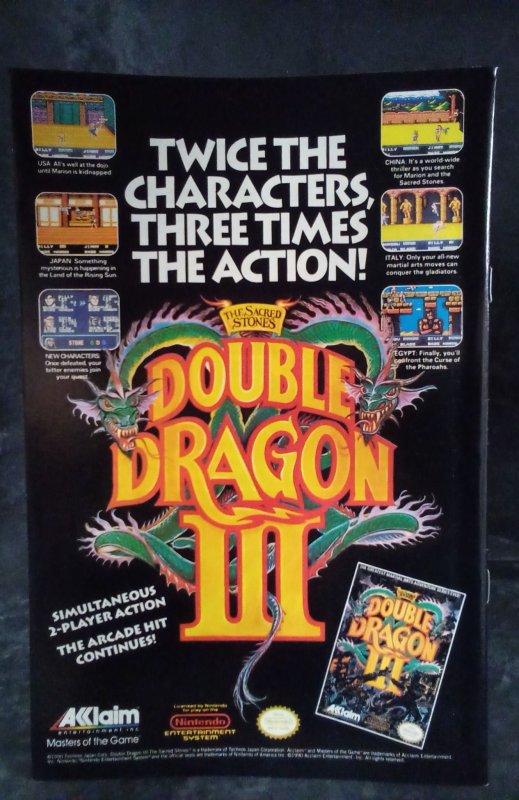 TWICE THE
CHARACTERS,
THREE TIMES
THE ACTION!
USA All's well at the dojo
until Marion is kidnapped
JAPAN Something
mysterious is happening in
the Land of the Rising Sun.
STONE
NEW CHARACTERS:
Once defeated, your
bitter enemies join
your quest
CHINA It's a world-wide
thriller as you search
for Marion and the
Sacred Stones.
ITALY: Only your all-new
martial arts moves can
conquer the gladiators.
EGYPT: Finally, you'll
confront the Curse of
the Pharoahs.
THE SACRED
STONES
DOUBLE
DRAGON
III
SIMULTANEOUS
2-PLAYER ACTION
THE ARCADE HIT
CONTINUES!
DOUBLE
DRAGON
III
AKklaim
AKklaim
entertainment, inc.
Masters of the Game
Licensed by Nintendo
for play on the
Nintendo
ENTERTAINMENT
SYSTEM